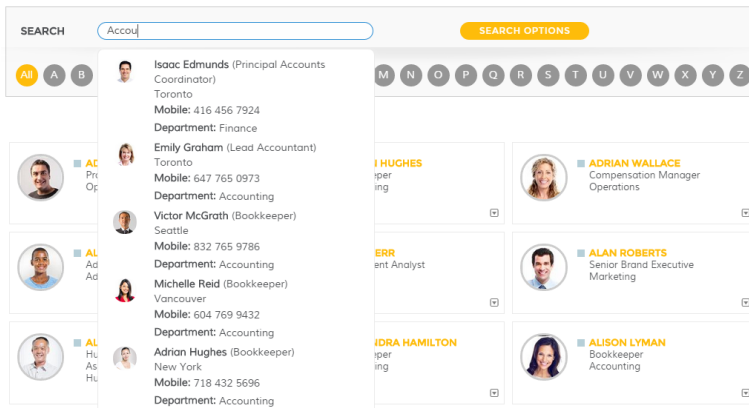 SEARCH
Accou
SEARCH OPTIONS
All A B M N O P Q R S T U V W X Y Z
Isaac Edmunds (Principal Accounts
Coordinator)
Toronto
Mobile: 416 456 7924
Department: Finance
Emily Graham (Lead Accountant)
Toronto
Mobile: 647 765 0973
Department: Accounting
Victor McGrath (Bookkeeper)
Seattle
Mobile: 832 765 9786
Department: Accounting
Michelle Reid (Bookkeeper)
Vancouver
Mobile: 604 769 9432
Department: Accounting
Adrian Hughes (Bookkeeper)
New York
Mobile: 718 432 5696
Department: Accounting
HUGHES
ADRIAN WALLACE
Compensation Manager
Operations
ALAN ROBERTS
Senior Brand Executive
Marketing
Analyst
HAMILTON
ALISON LYMAN
Bookkeeper
Accounting